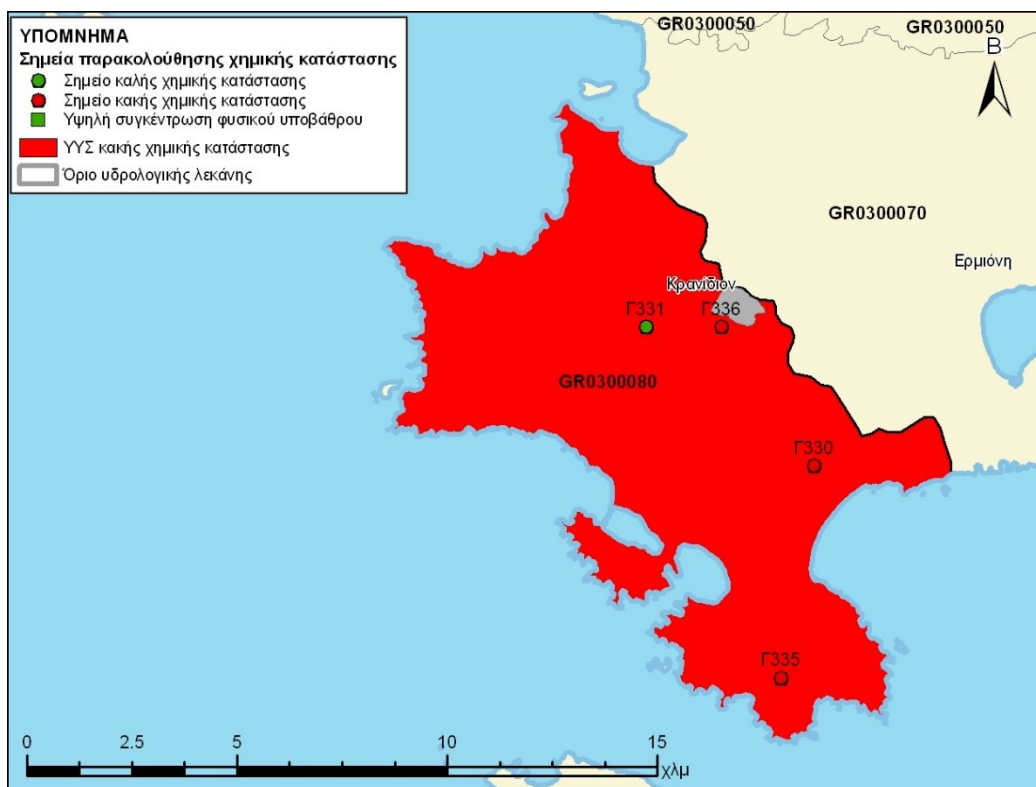 ΥΠΟΜΝΗΜΑ
Σημεία παρακολούθησης χημικής κατάστασης
Σημείο καλής χημικής κατάστασης
Σημείο κακής χημικής κατάστασης
Υψηλή συγκέντρωση φυσικού υποβάθρου
ΥΥΣ κακής χημικής κατάστασης
Όριο υδρολογικής λεκάνης
GR0300050
GR0300050
Β
GR0300070
Ερμιόνη
Κρανίδιον
Γ331
Γ336
GR0300080
Γ330
Γ335
0 2.5 5 10 15
χλμ